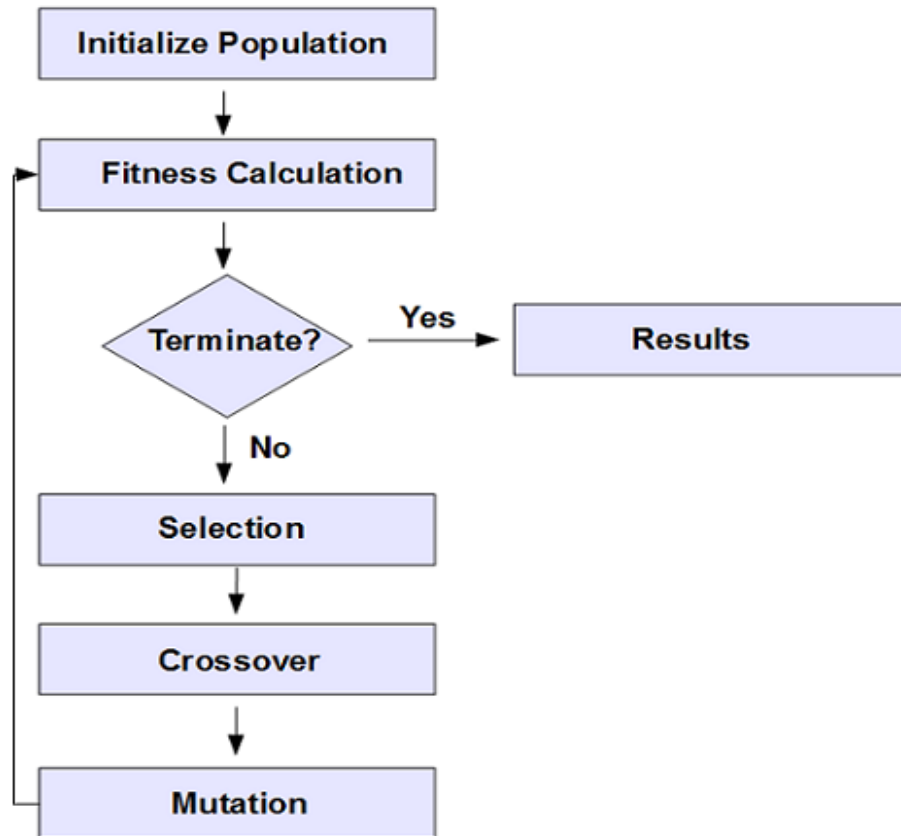 Initialize Population
Fitness Calculation
Terminate?
Yes
Results
No
Selection
Crossover
Mutation